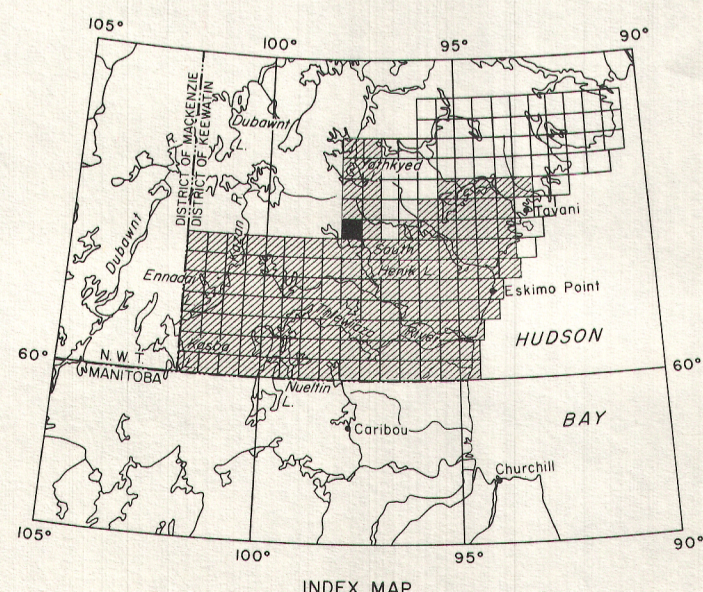 105°
100°
95°
90°
DISTRICT OF MACKENZIE
DISTRICT OF KEEWATIN
Dubawnt
L.
R.
Yathkyed
L.
R.
Tavani
Kazan
Dubawnt
South
Henik L.
Ennadai
L.
Eskimo Point
Thlewiaza
River
HUDSON
Kasba
L.
60°
N. W. T.
MANITOBA
60°
Nueltin
L.
BAY
Caribou
Churchill
105°
100°
95°
90°
INDEX MAP